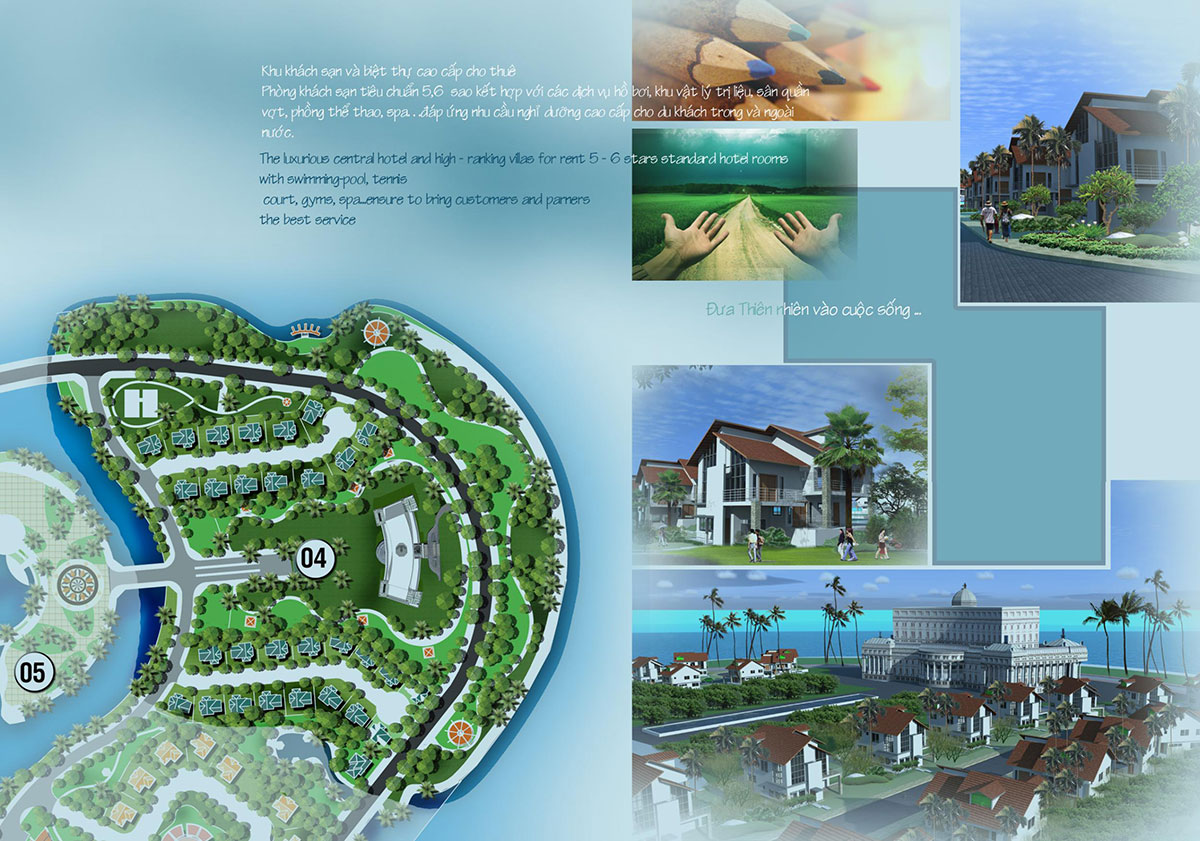 Khu khách sạn và biệt thự cao cấp cho thuê
Phòng khách sạn tiêu chuẩn 5,6 sao kết hợp với các dịch vụ hồ bơi, khu vật lý trị liệu, sân quần
vợt, phồng thể thao, spa. . đáp ứng nhu cầu nghỉ dưỡng cao cấp cho du khách trong và ngoài
nước.
The luxurious central hotel and high - ranking villas for rent 5 - 6 stars standard hotel rooms
with swimming-pool, tennis
court, gyms, spa...ensure to bring customers and parners
the best service
Đưa Thiên nhiên vào cuộc sống ...
H
04
05